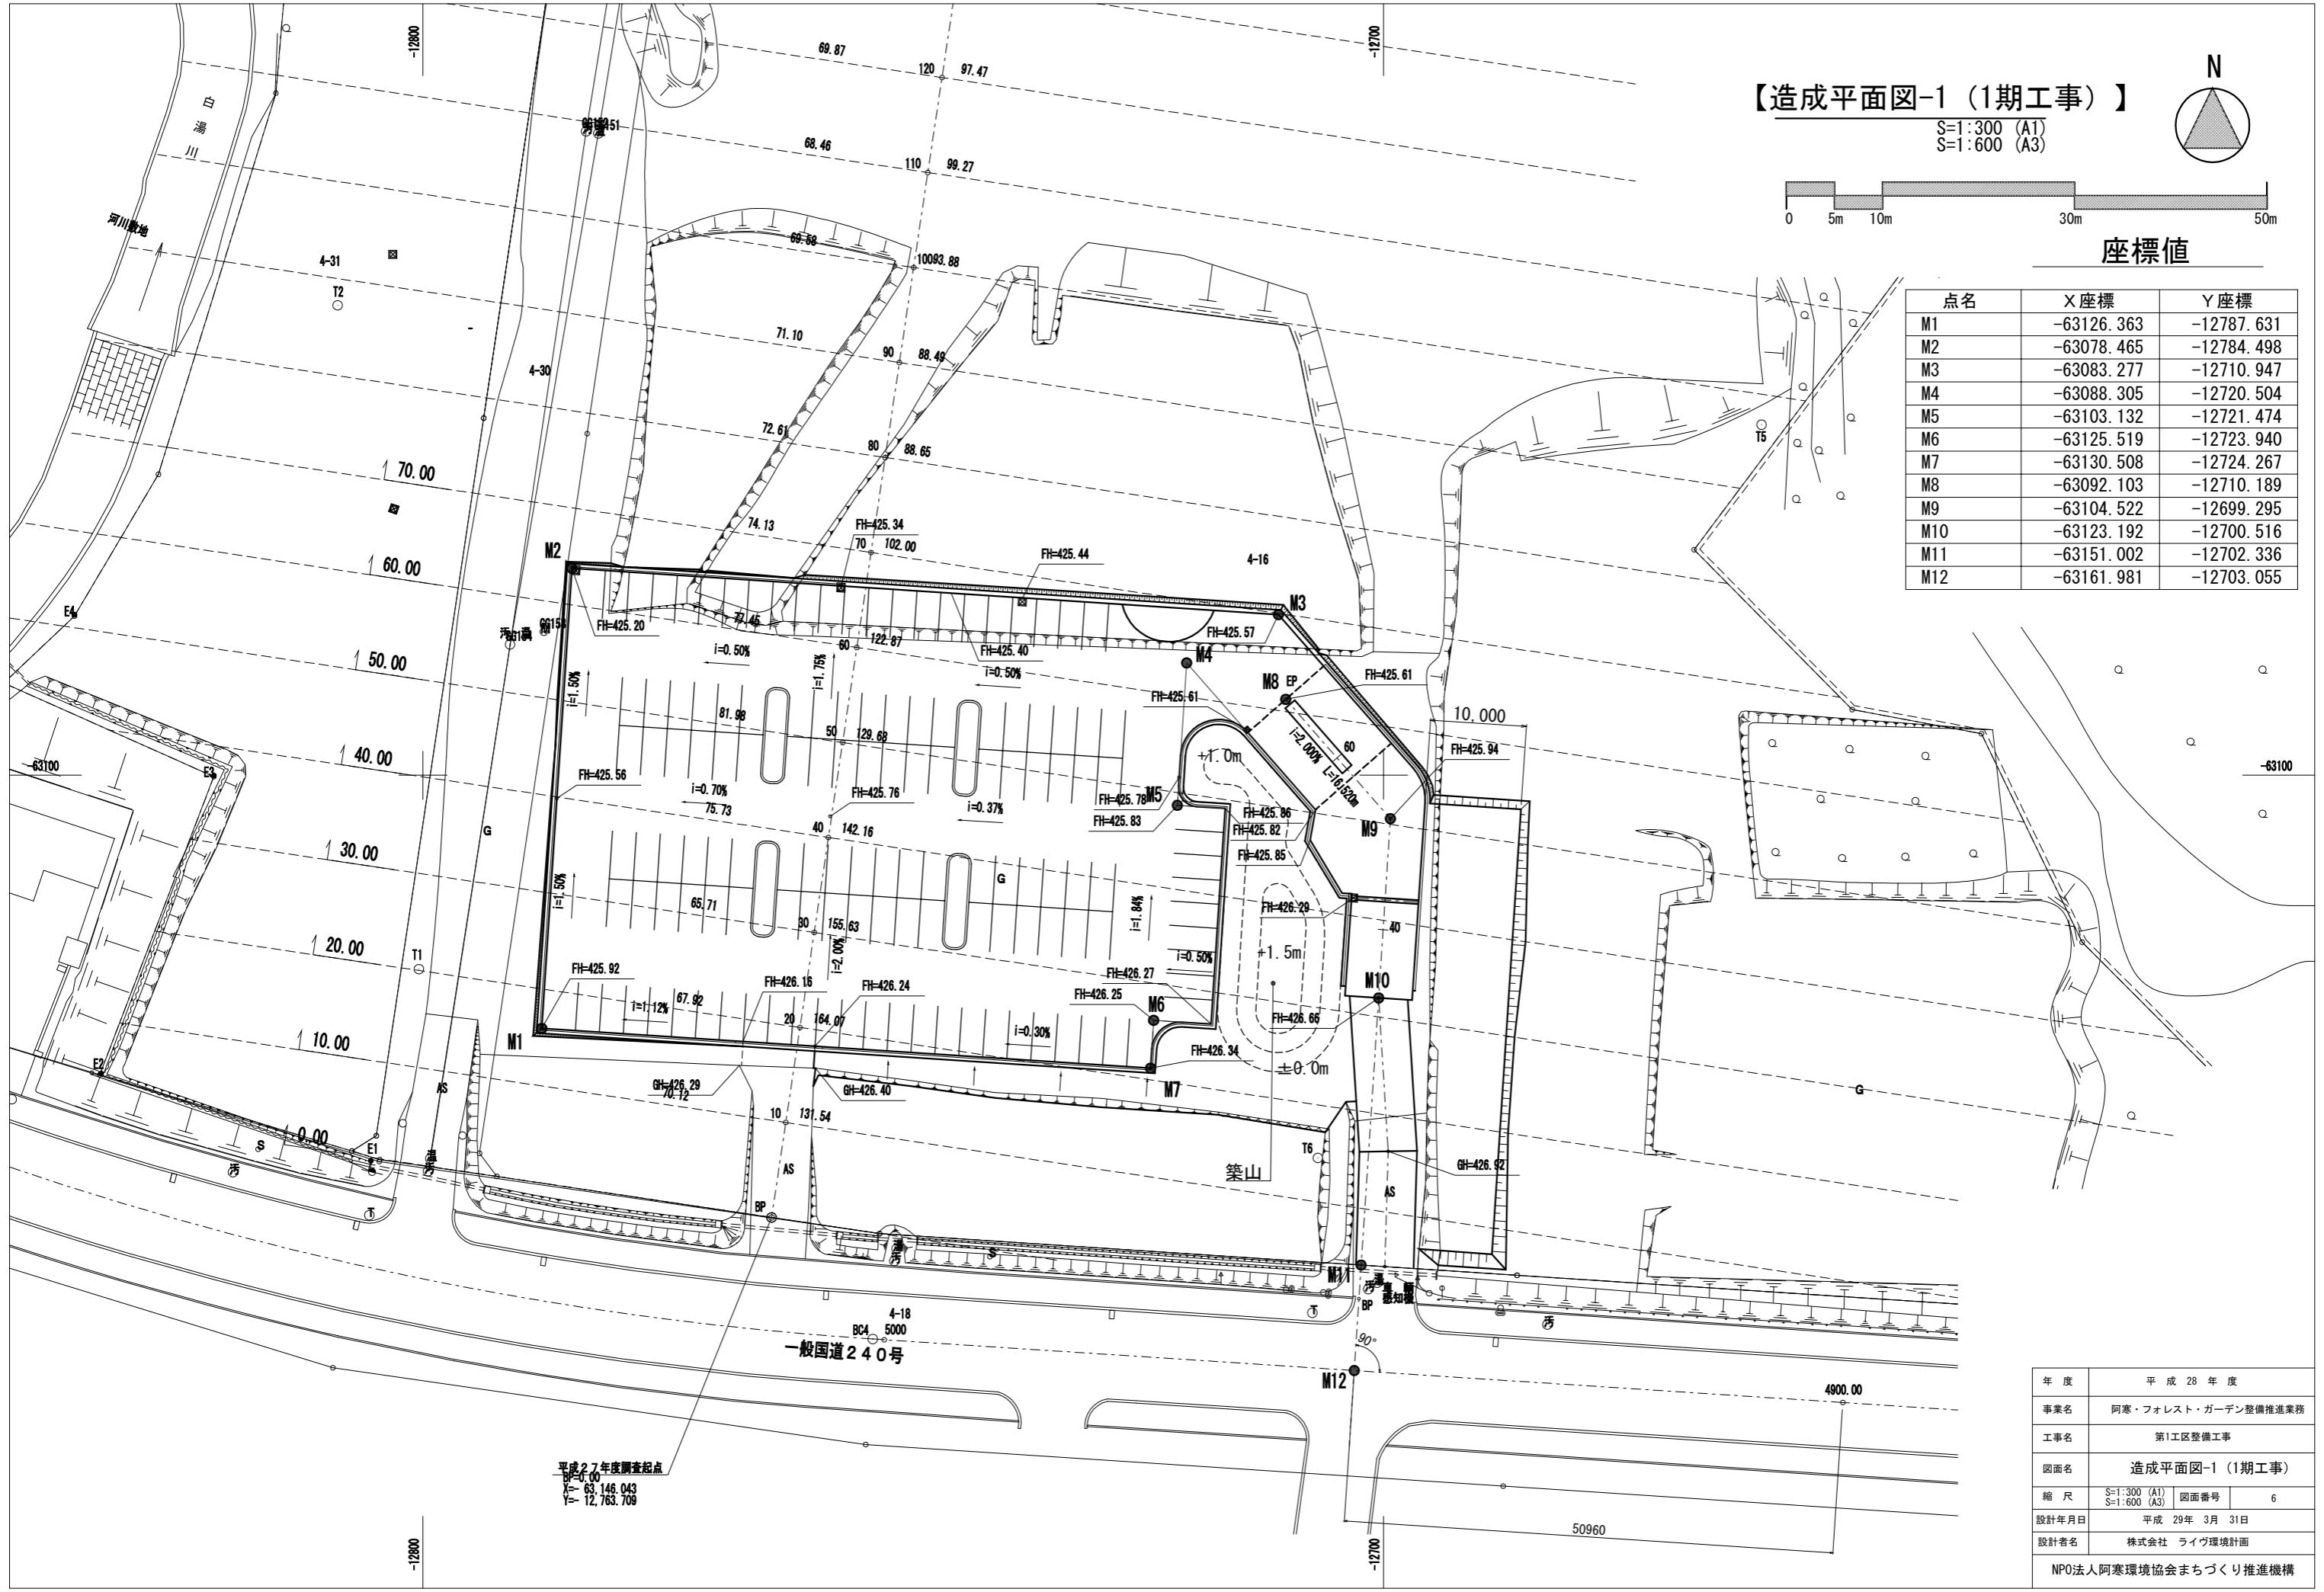 【造成平面図-1（1期工事）】
S=1:300 (A1)
S=1:600 (A3)
N
0 5m 10m 30m 50m
座標値
点名 X座標 Y座標
M1 -63126.363 -12787.631
M2 -63078.465 -12784.498
M3 -63083.277 -12710.947
M4 -63088.305 -12720.504
M5 -63103.132 -12721.474
M6 -63125.519 -12723.940
M7 -63130.508 -12724.267
M8 -63092.103 -12710.189
M9 -63104.522 -12699.295
M10 -63123.192 -12700.516
M11 -63151.002 -12702.336
M12 -63161.981 -12703.055
-12800
-12700
69.87
120 97.47
68.46
110 99.27
69.58
100 93.88
71.10
90 88.49
72.61
80 88.65
74.13
70 102.00
77.45
60 122.87
81.98
50 129.68
75.73
40 142.16
65.71
30 155.63
67.92
20 164.07
70.12
10 131.54
白湯川
河川敷地
4-31
T2
4-30
4-16
T5
70.00
60.00
50.00
40.00
30.00
20.00
10.00
0.00
E4
E3
E2
E1
T1
T6
-63100
-63100
M2
FH=425.20
FH=425.34
FH=425.44
FH=425.40
FH=425.57
M3
M4
FH=425.61
M8 EP
FH=425.61
10,000
FH=425.94
i=0.50%
i=1.75%
i=0.50%
i=1.50%
i=2.000%
60
+1.0m
FH=425.56
FH=425.76
i=0.70%
i=0.37%
FH=425.78
M5
FH=425.83
FH=425.86
FH=425.82
FH=425.85
M9
G
G
G
i=1.50%
i=1.84%
FH=426.29
40
+1.5m
i=2.00%
i=0.50%
FH=425.92
FH=426.16
FH=426.24
FH=426.27
FH=426.25
M6
M10
FH=426.66
i=1.12%
i=0.30%
M1
FH=426.34
M7
±0.0m
GH=426.29
GH=426.40
築山
GH=426.92
AS
AS
AS
S
S
BP
M11
BP
感知機
90°
M12
4-18
BC4 5000
一般国道240号
4900.00
50960
平成27年度調査起点
BP=0.00
X=- 63,146.043
Y=- 12,763.709
-12800
-12700
年度 平成 28 年 度
事業名 阿寒・フォレスト・ガーデン整備推進業務
工事名 第1工区整備工事
図面名 造成平面図-1（1期工事）
縮尺 S=1:300 (A1) S=1:600 (A3) 図面番号 6
設計年月日 平成 29年 3月 31日
設計者名 株式会社 ライヴ環境計画
NPO法人阿寒環境協会まちづくり推進機構